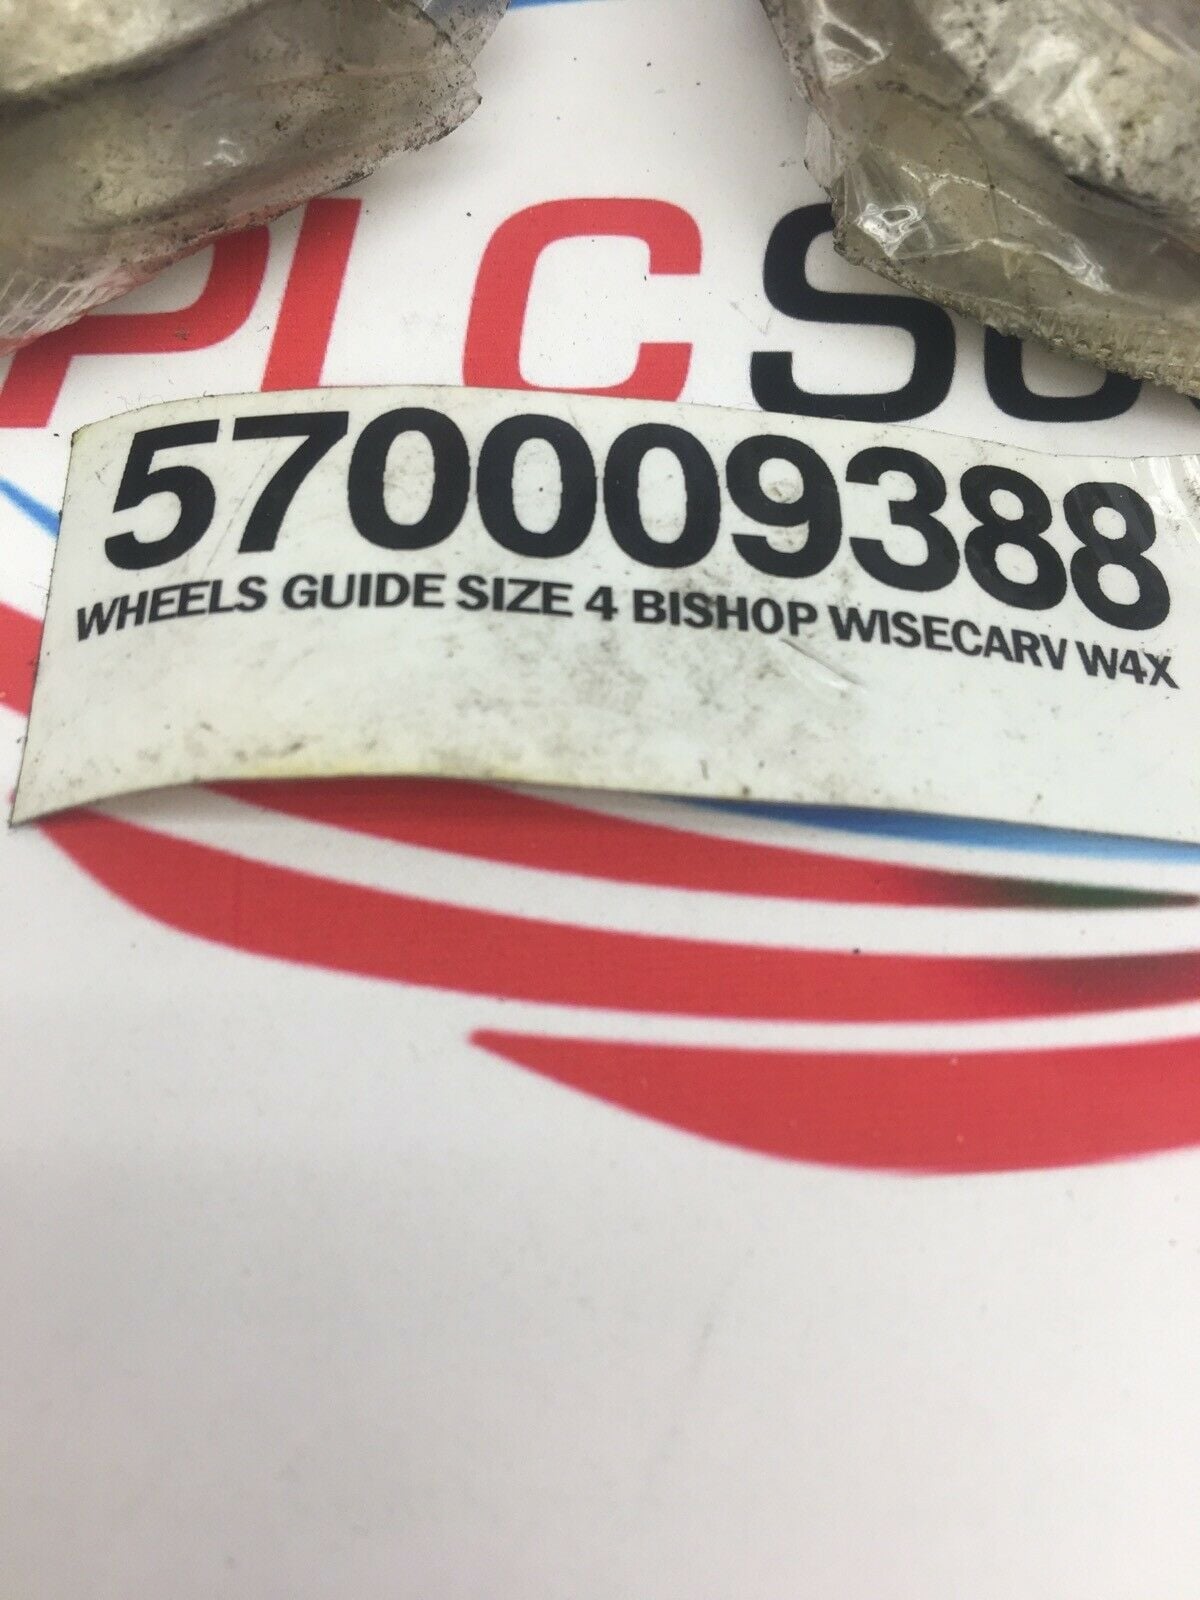 PLC
570009388
WHEELS GUIDE SIZE 4 BISHOP WISECARV W4X